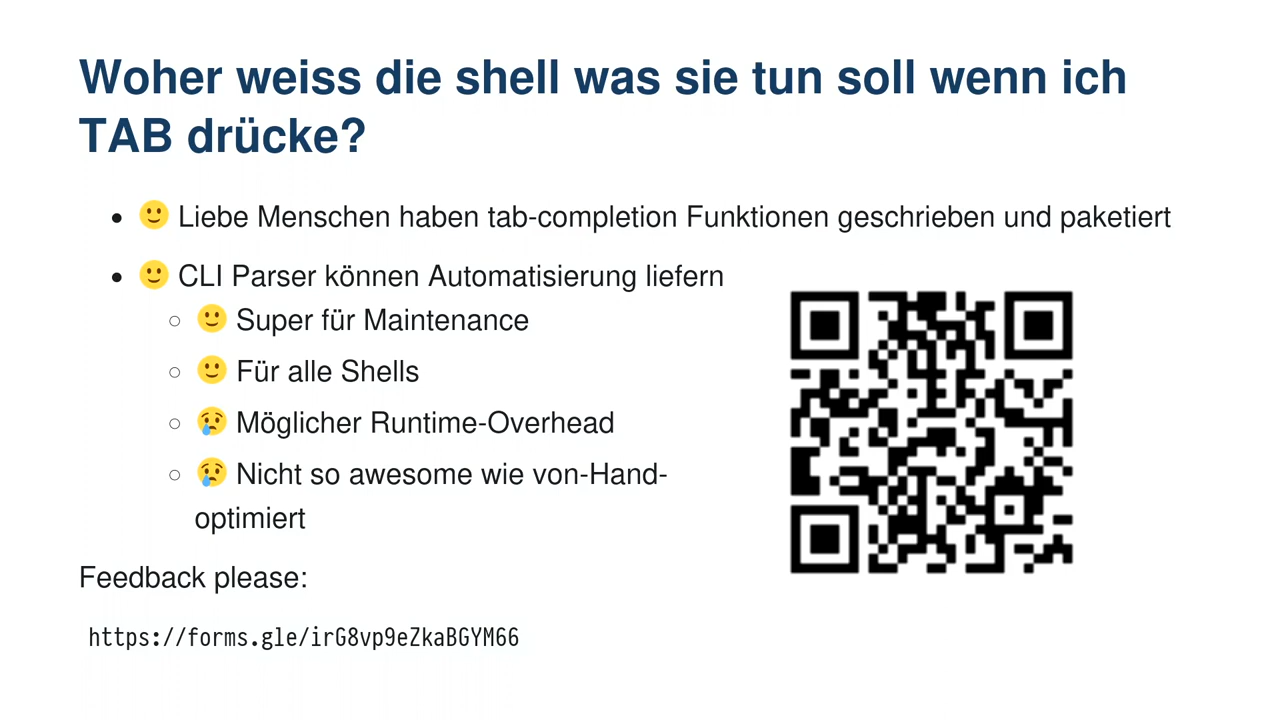 Woher weiss die shell was sie tun soll wenn ich
TAB drücke?
• 🙂 Liebe Menschen haben tab-completion Funktionen geschrieben und paketiert
• 🙂 CLI Parser können Automatisierung liefern
○ 🙂 Super für Maintenance
○ 🙂 Für alle Shells
○ 😢 Möglicher Runtime-Overhead
○ 😢 Nicht so awesome wie von-Hand-
optimiert
Feedback please:
https://forms.gle/irG8vp9eZkaBGYM66